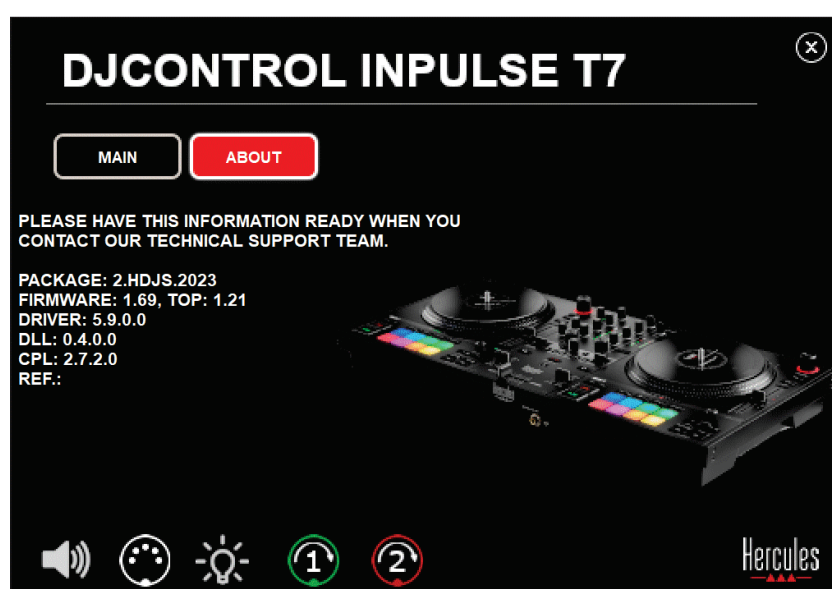 DJCONTROL INPULSE T7
MAIN
ABOUT
PLEASE HAVE THIS INFORMATION READY WHEN YOU
CONTACT OUR TECHNICAL SUPPORT TEAM.
PACKAGE: 2.HDJS.2023
FIRMWARE: 1.69, TOP: 1.21
DRIVER: 5.9.0.0
DLL: 0.4.0.0
CPL: 2.7.2.0
REF.:
1
2
Hercules